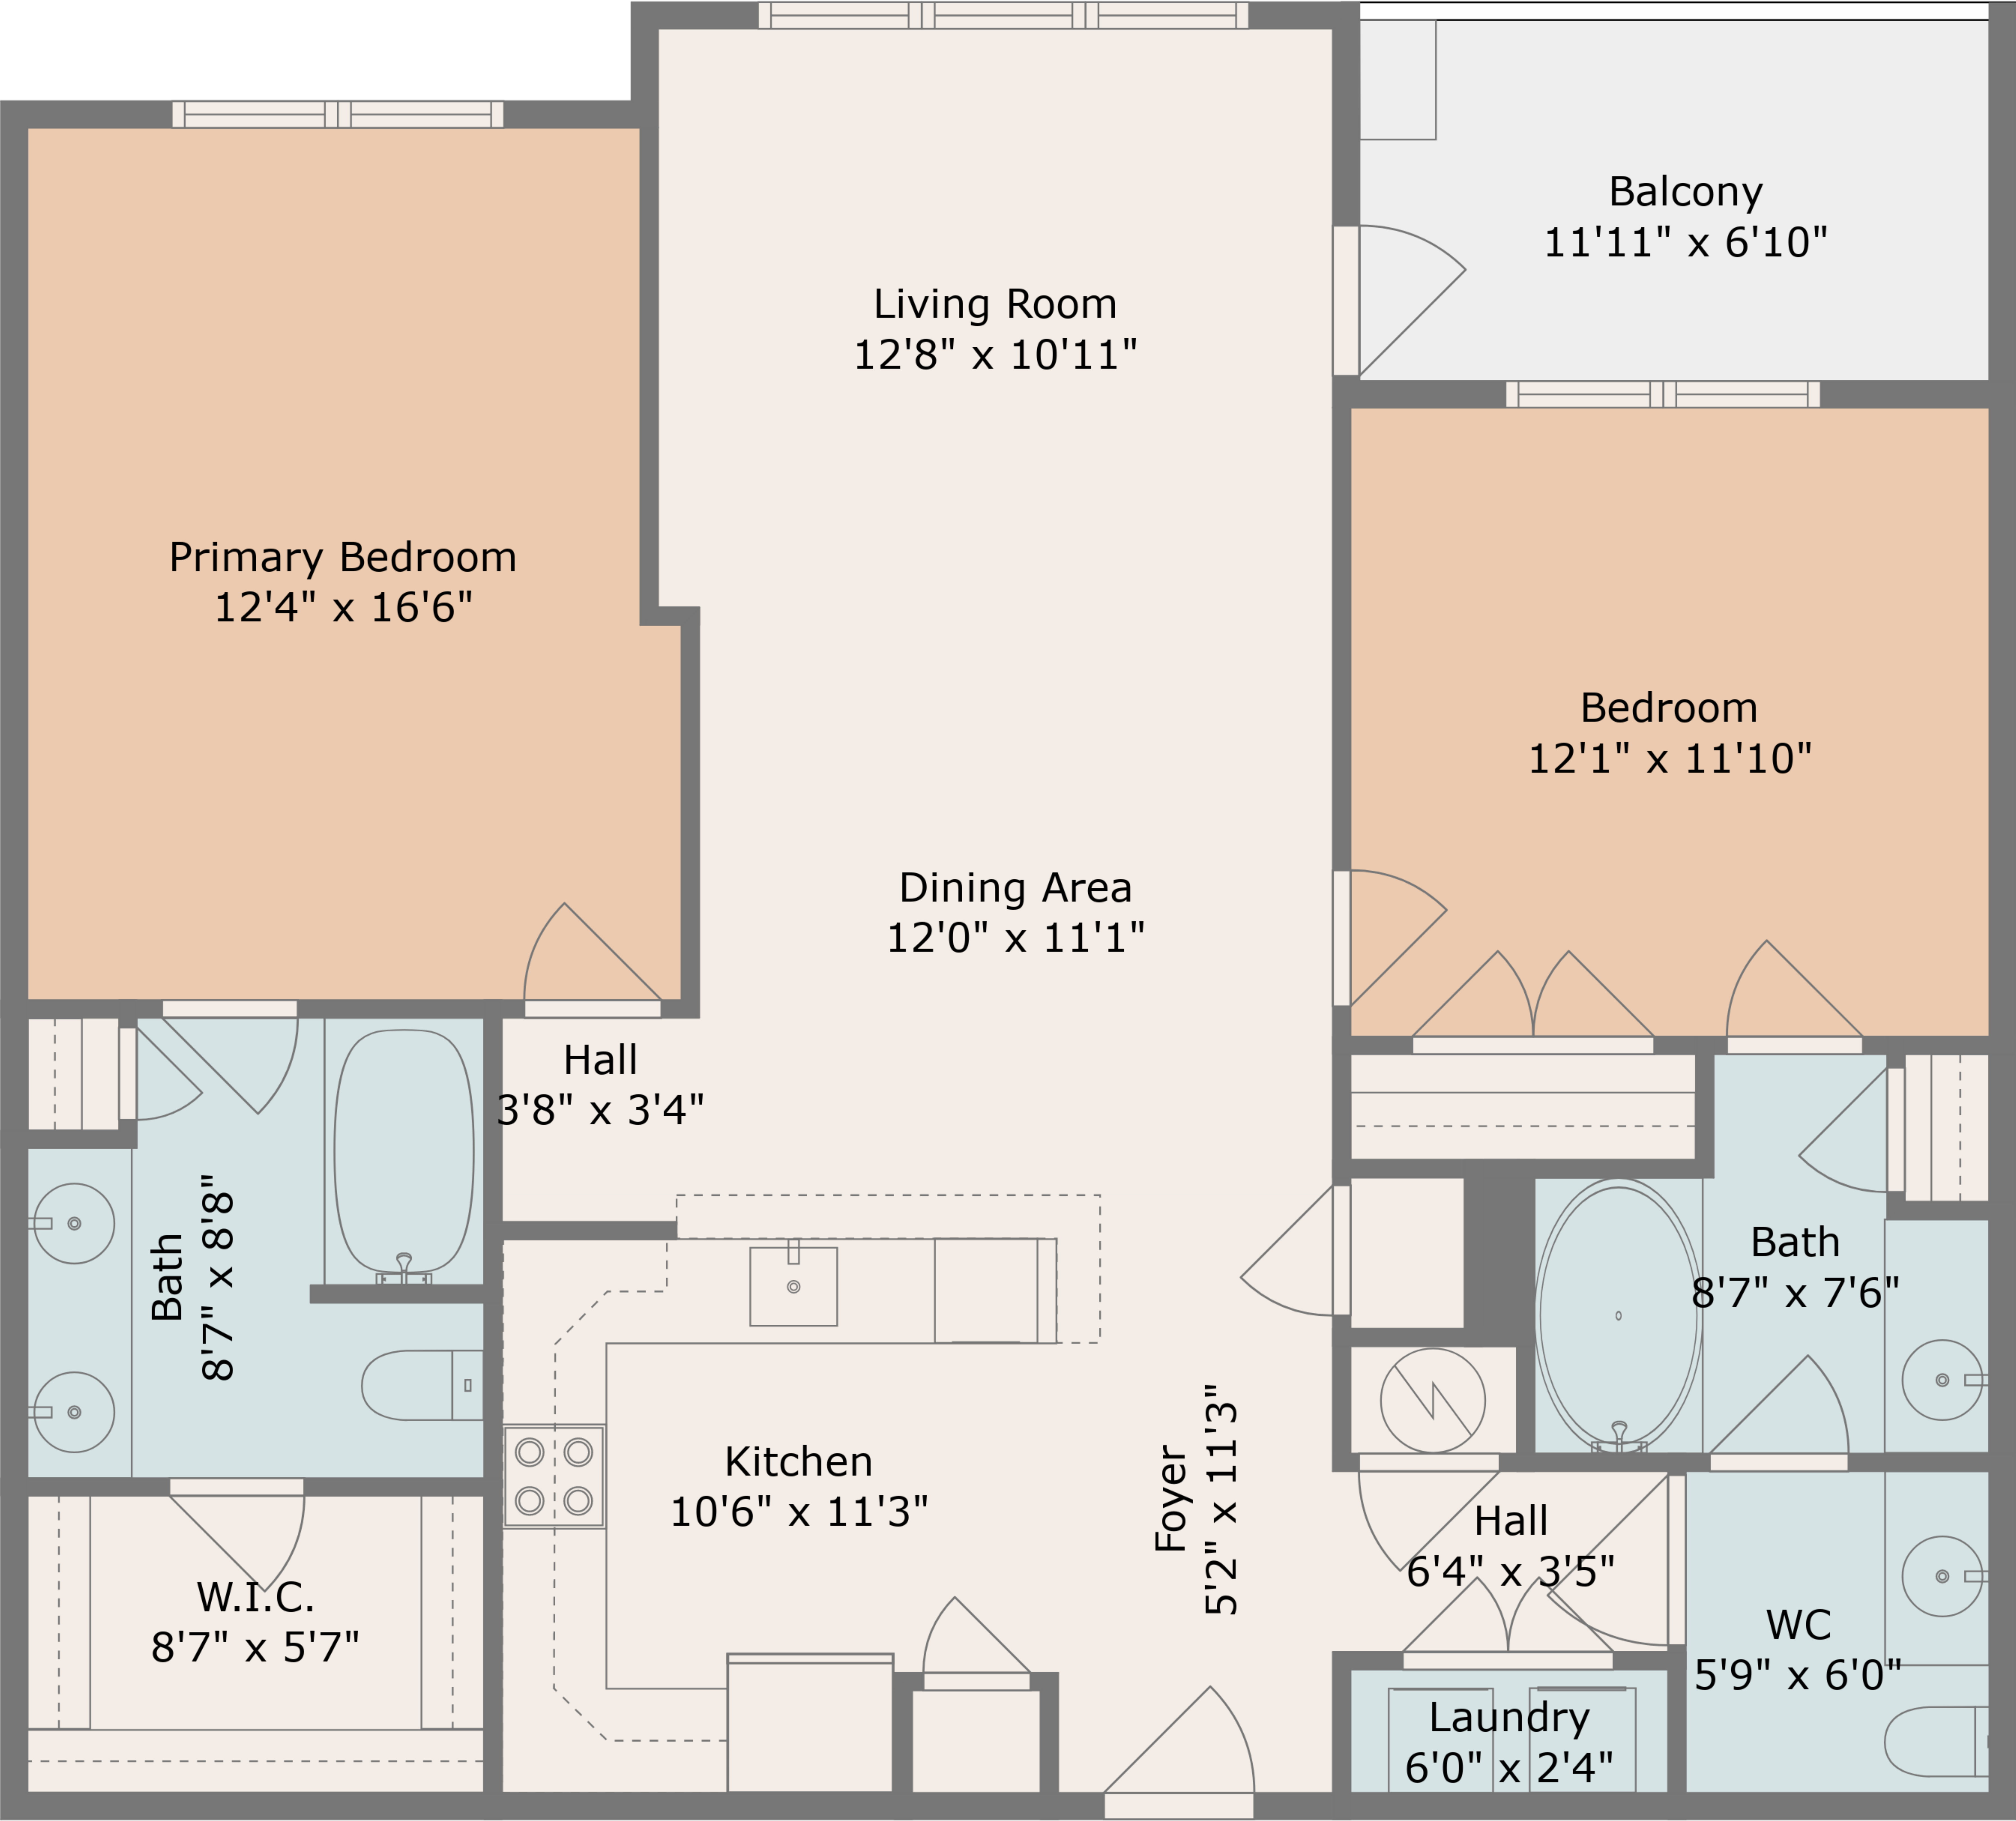 Balcony
11'11" x 6'10"
Living Room
12'8" x 10'11"
Primary Bedroom
12'4" x 16'6"
Bedroom
12'1" x 11'10"
Dining Area
12'0" x 11'1"
Hall
3'8" x 3'4"
Bath
8'7" x 8'8"
Bath
8'7" x 7'6"
Kitchen
10'6" x 11'3"
Foyer
5'2" x 11'3"
Hall
6'4" x 3'5"
W.I.C.
8'7" x 5'7"
WC
5'9" x 6'0"
Laundry
6'0" x 2'4"